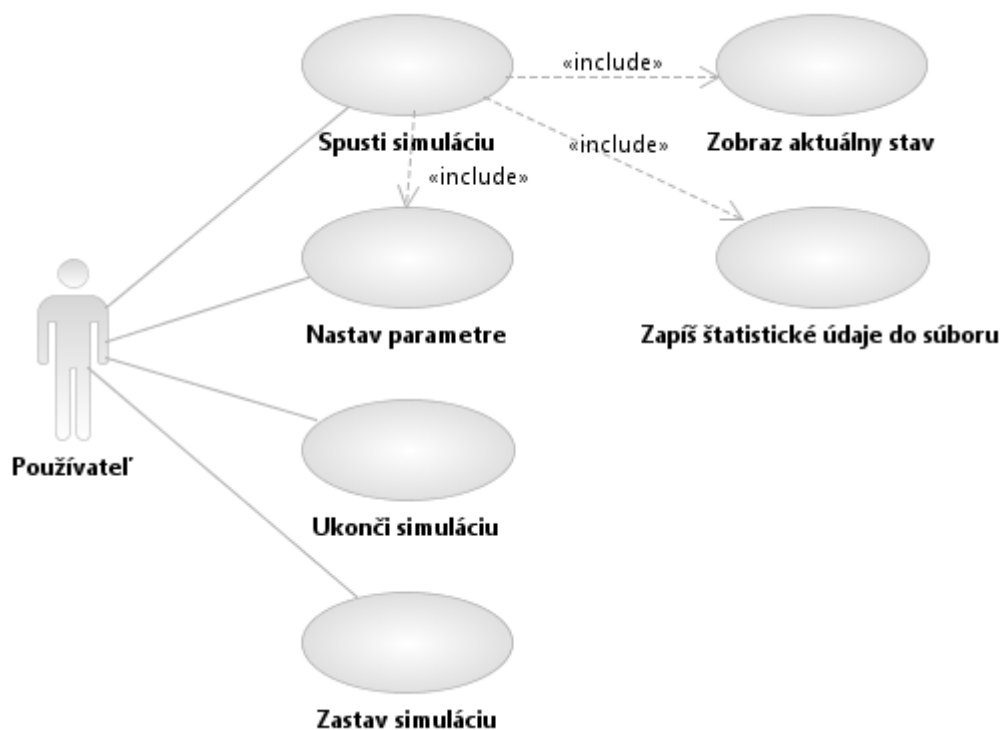 «include»
Spusti simuláciu
Zobraz aktuálny stav
«include»
«include»
Nastav parametre
Zapíš štatistické údaje do súboru
Používateľ
Ukonči simuláciu
Zastav simuláciu